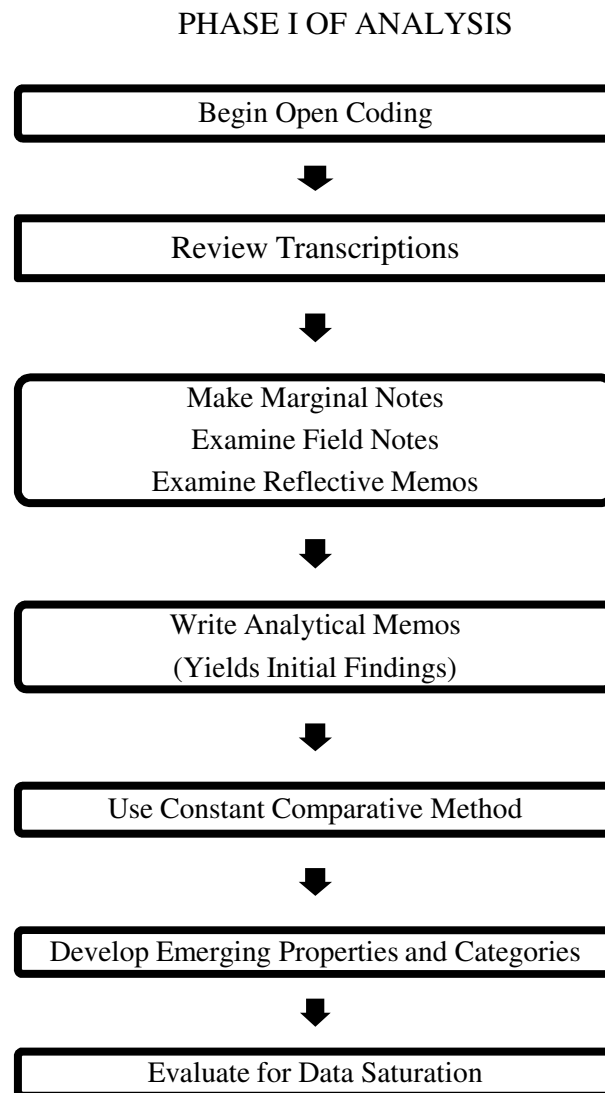 PHASE I OF ANALYSIS
Begin Open Coding
Review Transcriptions
Make Marginal Notes
Examine Field Notes
Examine Reflective Memos
Write Analytical Memos
(Yields Initial Findings)
Use Constant Comparative Method
Develop Emerging Properties and Categories
Evaluate for Data Saturation